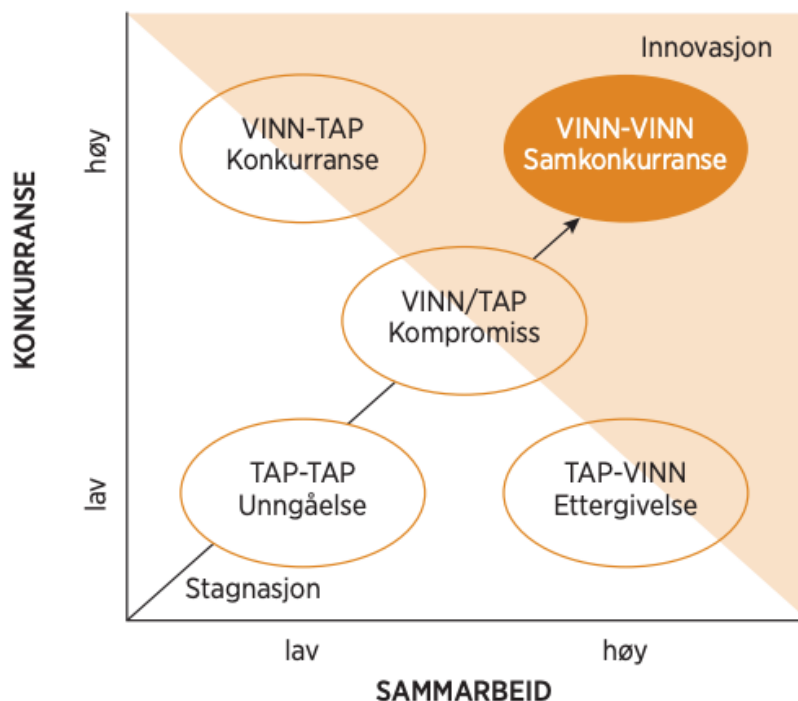 Innovasjon
VINN-TAP
Konkurranse
VINN-VINN
Samkonkurranse
VINN/TAP
Kompromiss
TAP-TAP
Unngåelse
TAP-VINN
Ettergivelse
Stagnasjon
KONKURRANSE
høy
lav
lav
høy
SAMMARBEID